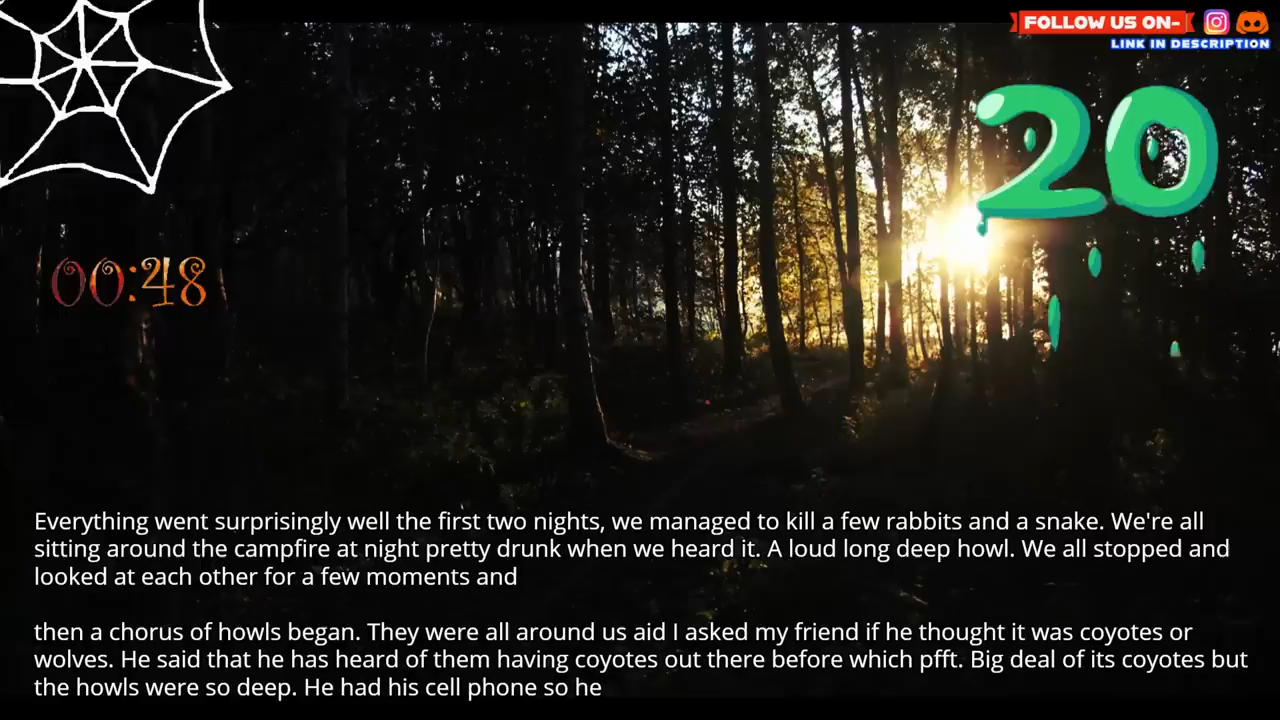 FOLLOW US ON-
LINK IN DESCRIPTION
20
00:48
Everything went surprisingly well the first two nights, we managed to kill a few rabbits and a snake. We're all
sitting around the campfire at night pretty drunk when we heard it. A loud long deep howl. We all stopped and
looked at each other for a few moments and
then a chorus of howls began. They were all around us aid I asked my friend if he thought it was coyotes or
wolves. He said that he has heard of them having coyotes out there before which pfft. Big deal of its coyotes but
the howls were so deep. He had his cell phone so he